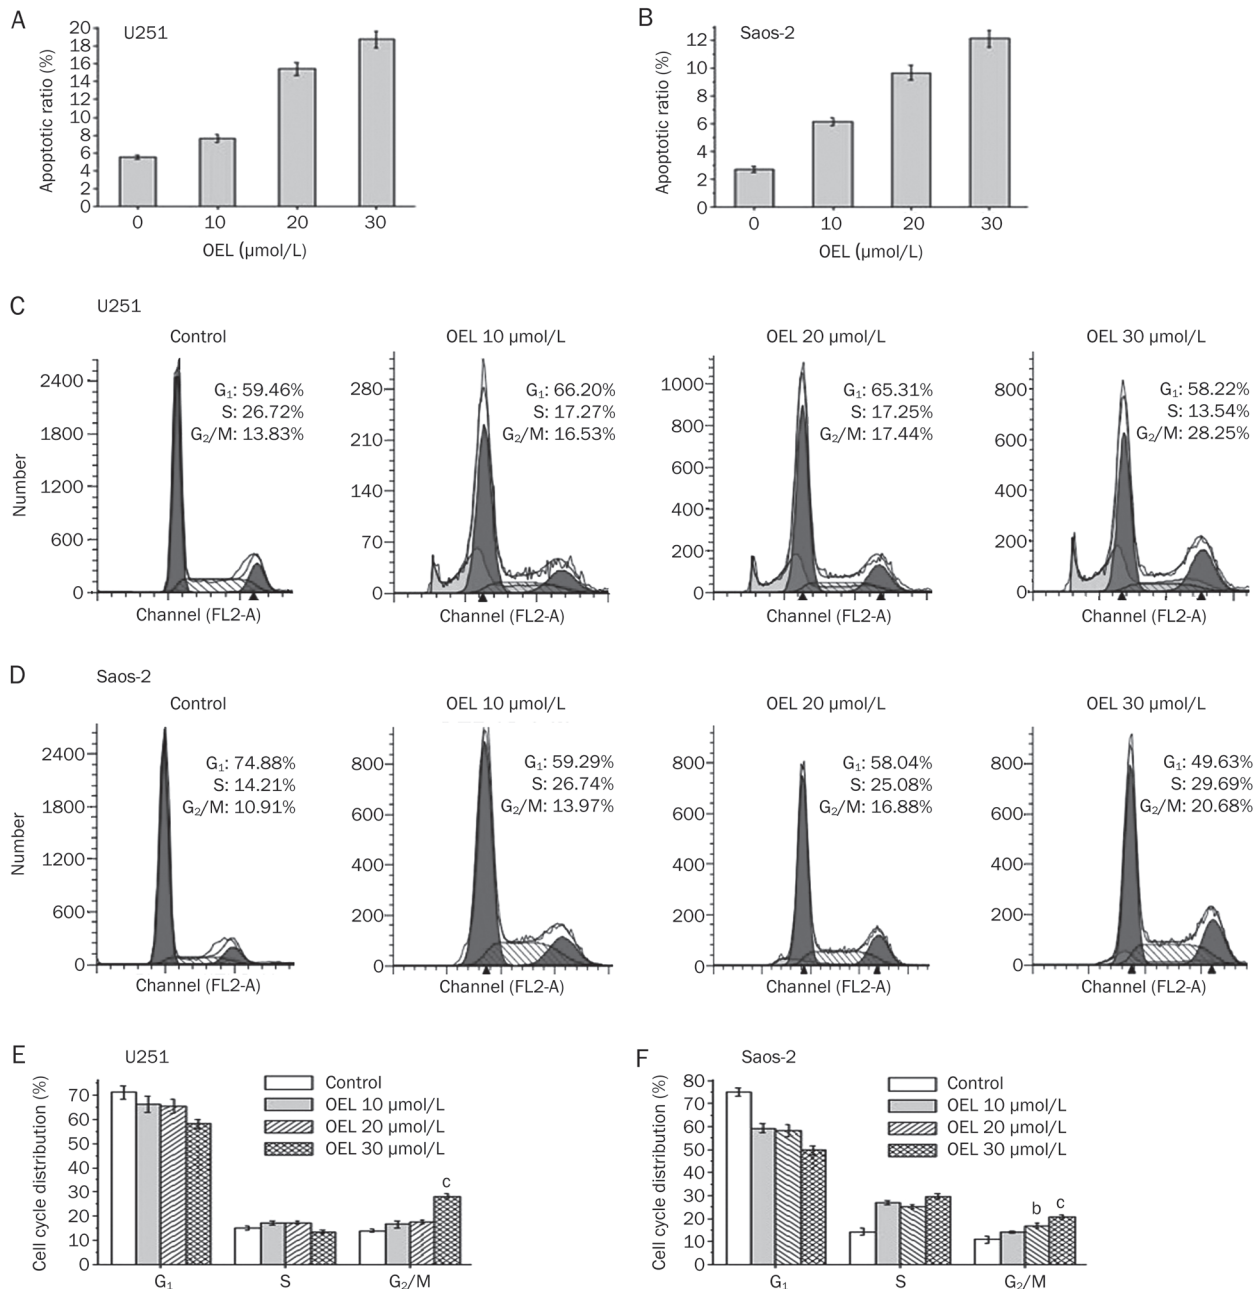 A
U251
Apoptotic ratio (%)
20
18
16
14
12
10
8
6
4
2
0
0 10 20 30
OEL (µmol/L)
B
Saos-2
Apoptotic ratio (%)
12
10
8
6
4
2
0
0 10 20 30
OEL (µmol/L)
C
U251
Number
Control
2400
1800
1200
600
0
G₁: 59.46%
S: 26.72%
G₂/M: 13.83%
Channel (FL2-A)
OEL 10 µmol/L
280
210
140
70
0
G₁: 66.20%
S: 17.27%
G₂/M: 16.53%
Channel (FL2-A)
OEL 20 µmol/L
1000
800
600
400
200
0
G₁: 65.31%
S: 17.25%
G₂/M: 17.44%
Channel (FL2-A)
OEL 30 µmol/L
800
600
400
200
0
G₁: 58.22%
S: 13.54%
G₂/M: 28.25%
Channel (FL2-A)
D
Saos-2
Number
Control
2400
1800
1200
600
0
G₁: 74.88%
S: 14.21%
G₂/M: 10.91%
Channel (FL2-A)
OEL 10 µmol/L
800
600
400
200
0
G₁: 59.29%
S: 26.74%
G₂/M: 13.97%
Channel (FL2-A)
OEL 20 µmol/L
800
600
400
200
0
G₁: 58.04%
S: 25.08%
G₂/M: 16.88%
Channel (FL2-A)
OEL 30 µmol/L
800
600
400
200
0
G₁: 49.63%
S: 29.69%
G₂/M: 20.68%
Channel (FL2-A)
E
U251
Cell cycle distribution (%)
70
60
50
40
30
20
10
0
Control
OEL 10 µmol/L
OEL 20 µmol/L
OEL 30 µmol/L
c
G₁ S G₂/M
F
Saos-2
Cell cycle distribution (%)
80
70
60
50
40
30
20
10
0
Control
OEL 10 µmol/L
OEL 20 µmol/L
OEL 30 µmol/L
b c
G₁ S G₂/M